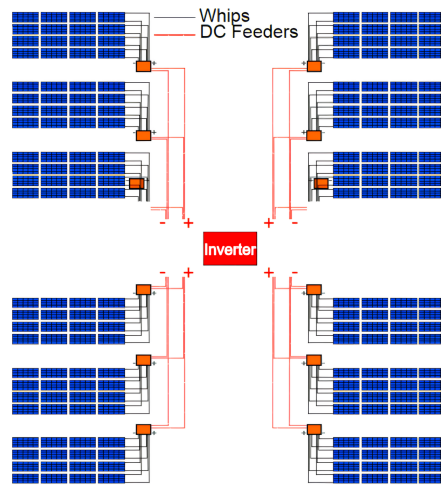 Whips
DC Feeders
- +
+ -
Inverter
- +
+ -